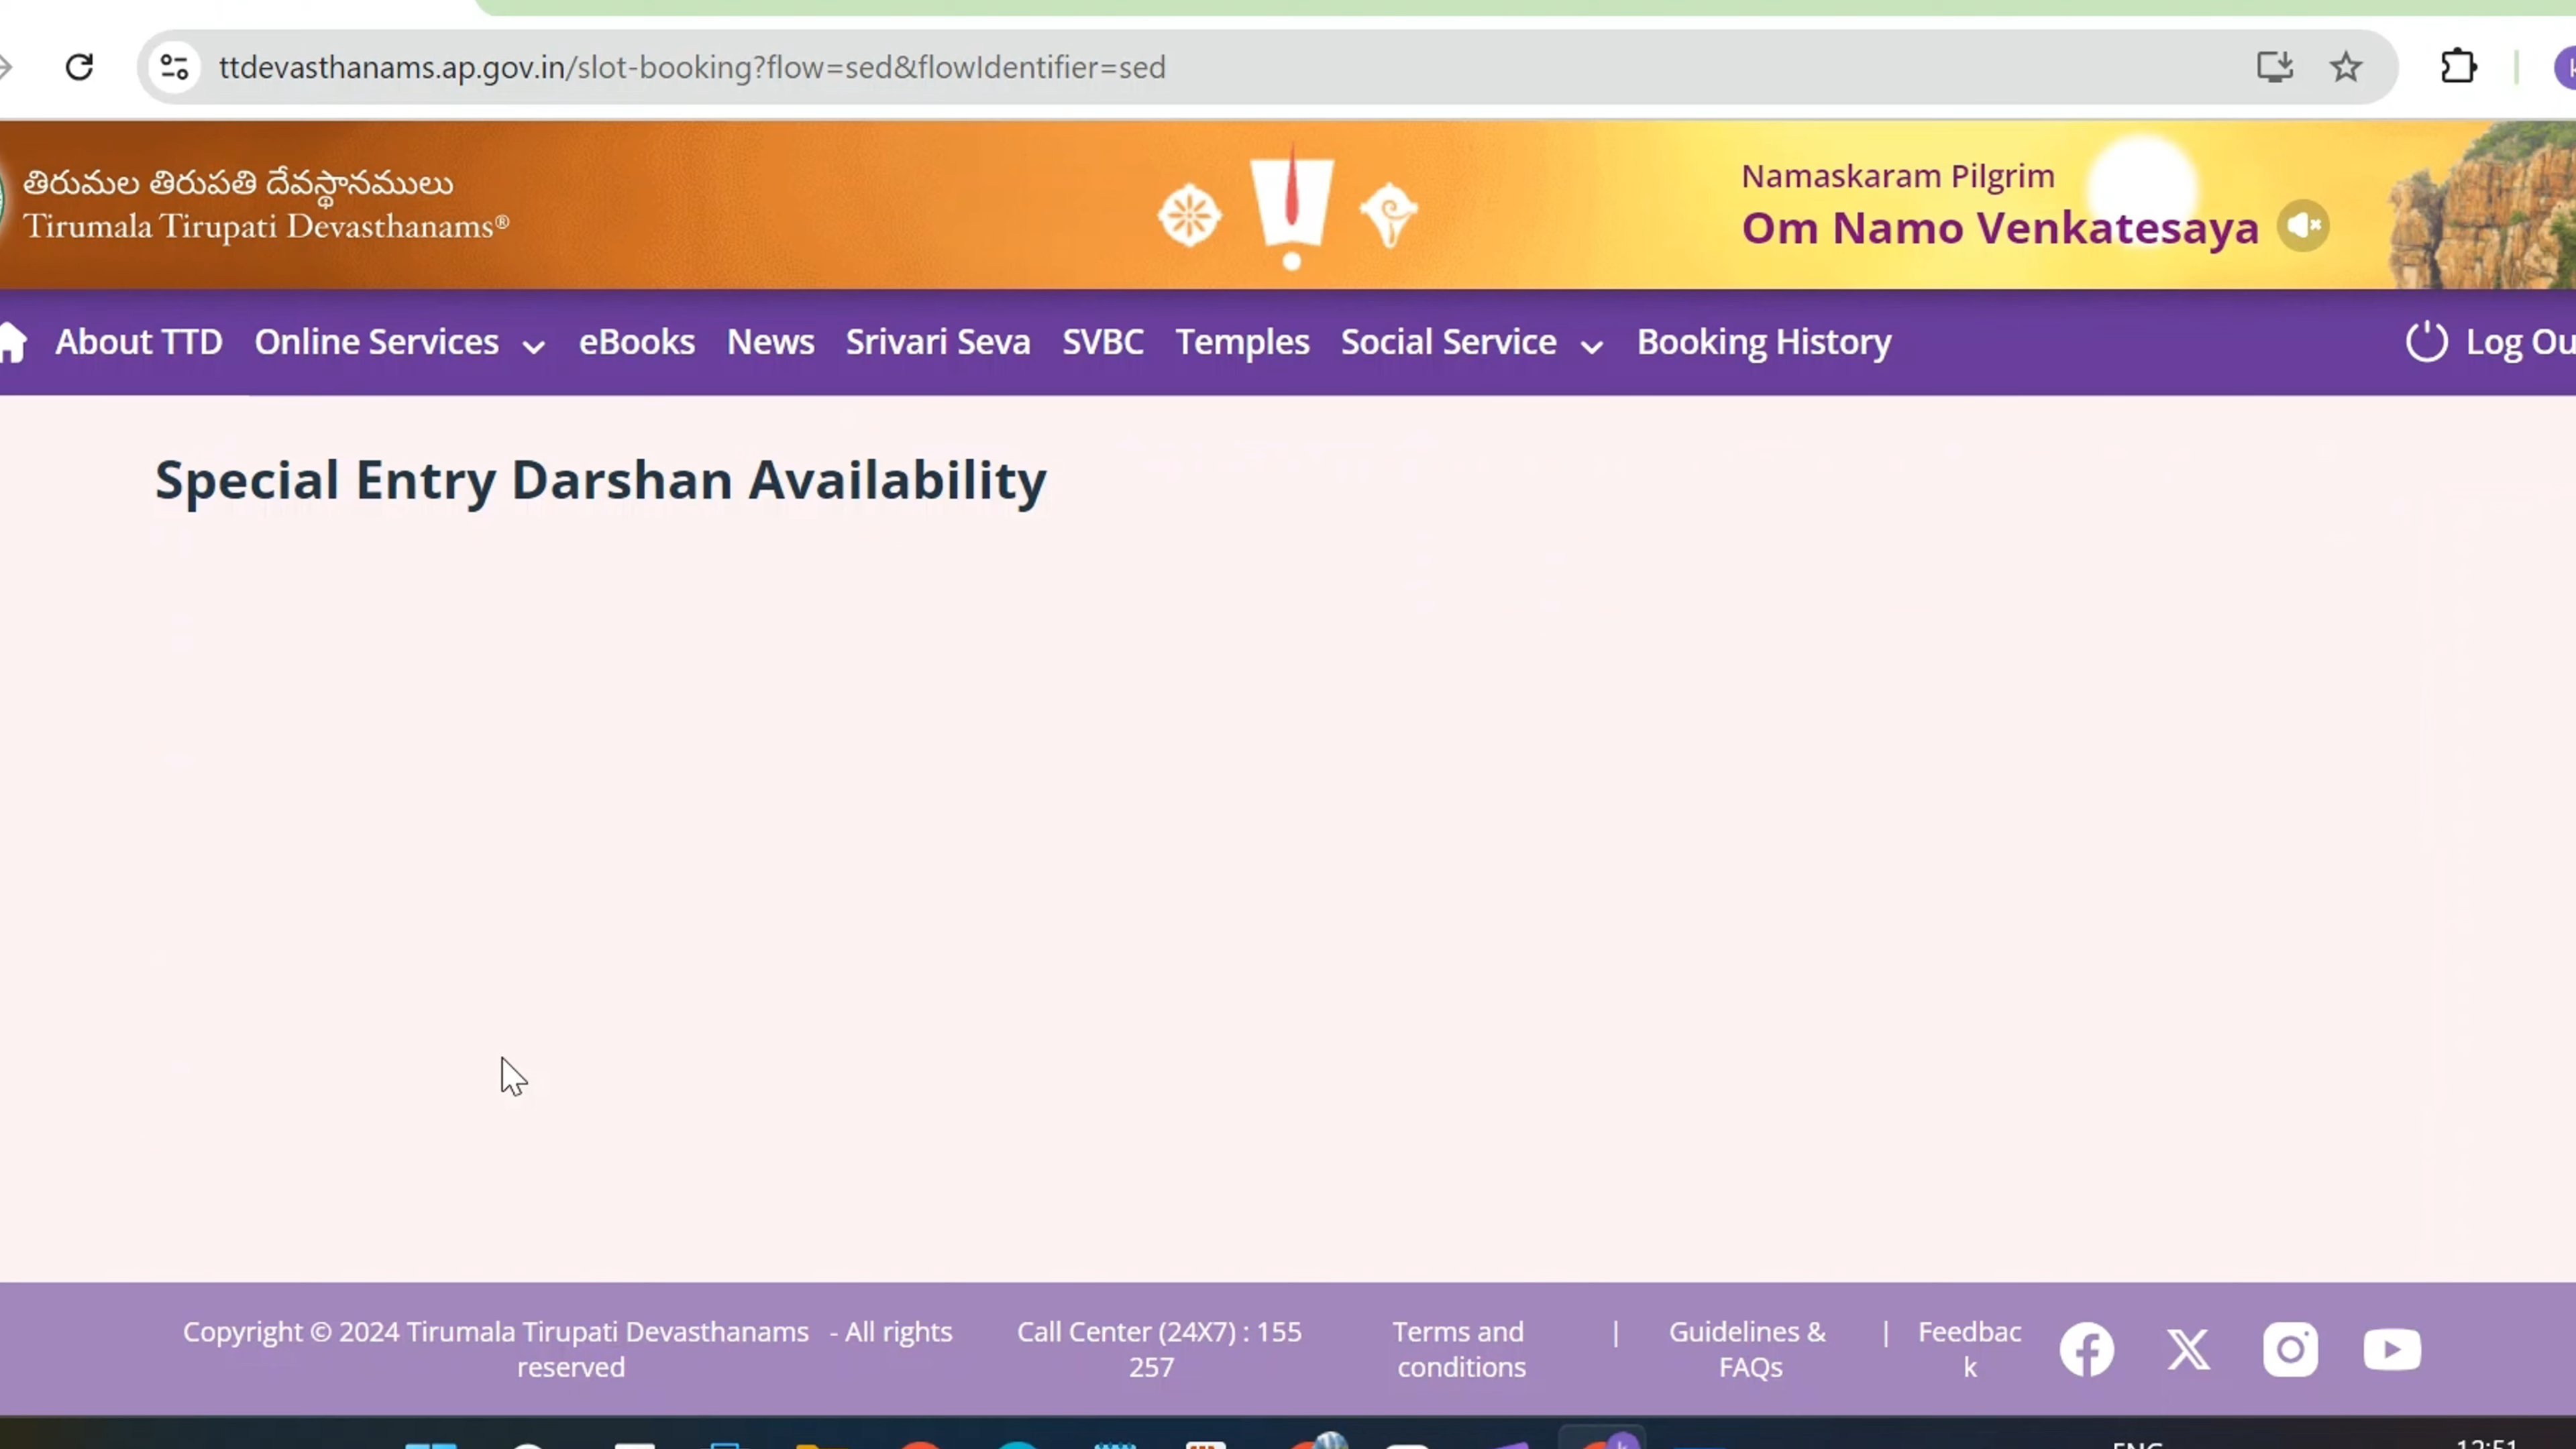 ttdevasthanams.ap.gov.in/slot-booking?flow=sed&flowIdentifier=sed
తిరుమల తిరుపతి దేవస్థానములు
Tirumala Tirupati Devasthanams®
Namaskaram Pilgrim
Om Namo Venkatesaya
About TTD Online Services eBooks News Srivari Seva SVBC Temples Social Service Booking History Log Ou
Special Entry Darshan Availability
Copyright © 2024 Tirumala Tirupati Devasthanams - All rights
reserved
Call Center (24X7) : 155
257
Terms and
conditions
|
Guidelines &
FAQs
|
Feedbac
k